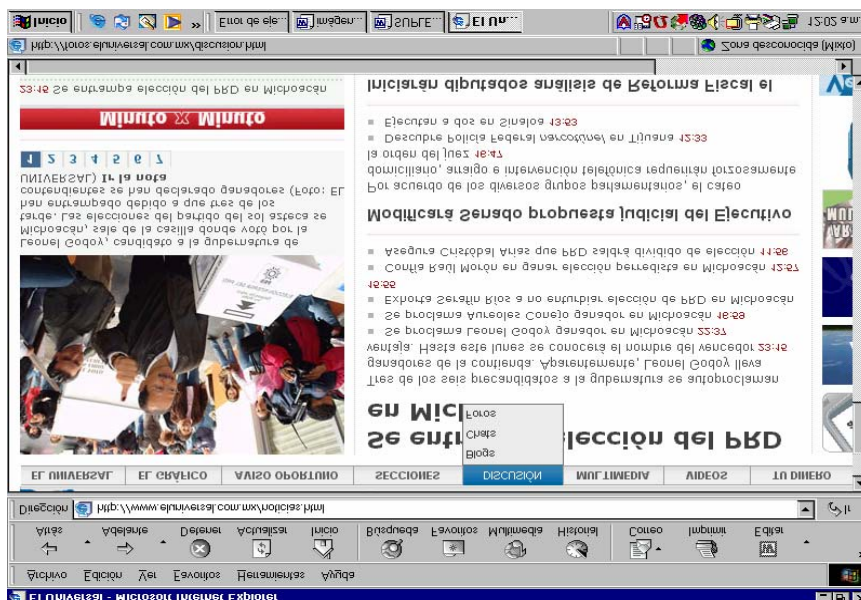 El Universal - Microsoft Internet Explorer
Archivo Edición Ver Favoritos Herramientas Ayuda
Atrás Adelante Detener Actualizar Inicio Búsqueda Favoritos Multimedia Historial Correo Imprimir Editar
Dirección http://www.eluniversal.com.mx/noticias.html Ir
EL UNIVERSAL EL GRÁFICO AVISO OPORTUNO SECCIONES DISCUSIÓN MULTIMEDIA VIDEOS TU DINERO
Blogs
Chats
Foros
Se entr lección del PRD
en Mic
Tres de los seis precandidatos a la gubernatura se autoproclaman
ganadores de la contienda. Aparentemente, Leonel Godoy lleva
ventaja. Hasta este lunes se conocerá el nombre del vencedor 23:15
Se proclama Leonel Godoy ganador en Michoacán 22:37
Se proclama Aureoles Conejo ganador en Michoacán 16:59
Exhorta Serafín Ríos a no enturbiar elección de PRD en Michoacán
16:55
Confía Raúl Morón en ganar elección perredista en Michoacán 12:57
Asegura Cristóbal Arias que PRD saldrá dividido de elección 11:56
Modificará Senado propuesta judicial del Ejecutivo
Por acuerdo de los diversos grupos parlamentarios, el cateo
domiciliario, arraigo e intervención telefónica requerirán forzosamente
la orden del juez 16:47
Descubre Policía Federal narcotúnel en Tijuana 12:33
Ejecutan a dos en Sinaloa 13:53
Iniciarán diputados análisis de Reforma Fiscal el
Leonel Godoy, candidato a la gubernatura de
Michoacán, sale de la casilla donde votó por la
tarde. Las elecciones del partido del sol azteca se
han entrampado debido a que tres de los
contendientes se han declarado ganadores (Foto: EL
UNIVERSAL) Ir la nota
1 2 3 4 5 6 7
Minuto x Minuto
23:15 Se entrampa elección del PRD en Michoacán
http://foros.eluniversal.com.mx/discusion.html Zona desconocida (Mixto)
Inicio Error de eje... imágen... SUPLE... El Un... 12:02 a.m.